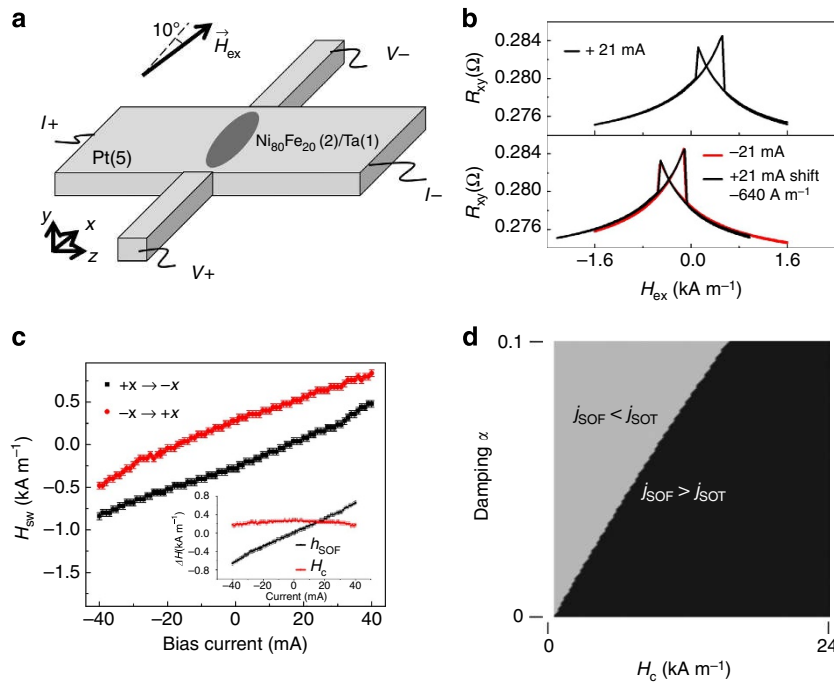 a
10°
H⃗ex
V−
I+
Pt(5)
Ni80Fe20 (2)/Ta(1)
I−
y
x
z
V+
b
0.284
0.280
0.276
Rxy(Ω)
+ 21 mA
0.284
0.280
0.276
Rxy(Ω)
−21 mA
+21 mA shift
−640 A m⁻¹
−1.6
0.0
1.6
Hex (kA m⁻¹)
c
0.5
0.0
−0.5
−1.0
−1.5
Hsw (kA m⁻¹)
+x → −x
−x → +x
0.8
0.4
0.0
−0.4
−0.8
ΔH(kA m⁻¹)
hSOF
Hc
−40 −20 0 20 40
Current (mA)
−40 −20 0 20 40
Bias current (mA)
d
0.1
Damping α
0
jSOF < jSOT
jSOF > jSOT
0
24
Hc (kA m⁻¹)